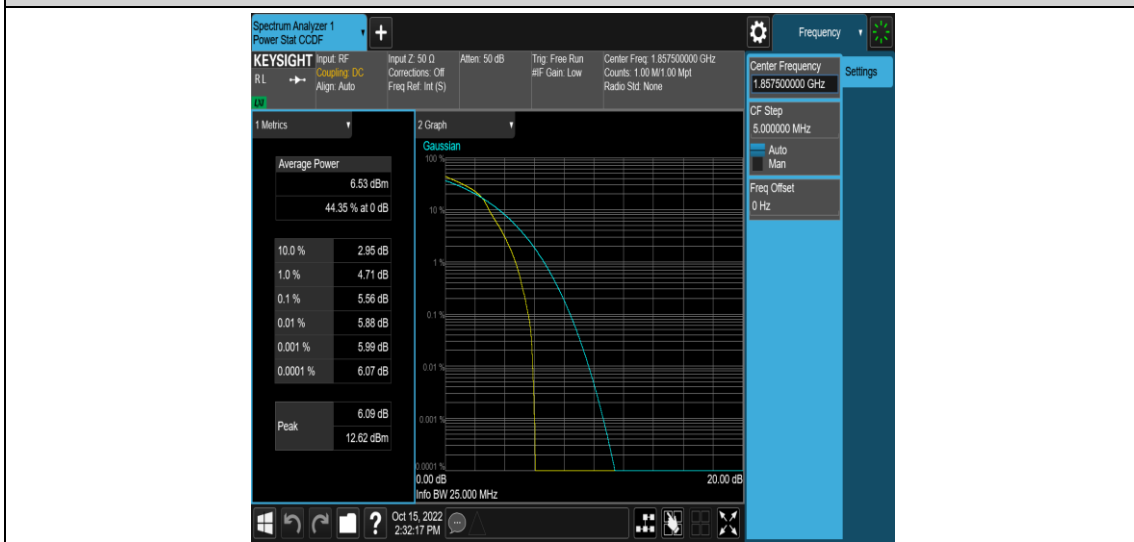 Spectrum Analyzer 1
Power Stat CCDF
+
Frequency
KEYSIGHT
RL
LXI
Input: RF
Coupling: DC
Align: Auto
Input Z: 50 Ω
Corrections: Off
Freq Ref: Int (S)
Atten: 50 dB
Trig: Free Run
#IF Gain: Low
Center Freq: 1.857500000 GHz
Counts: 1.00 M/1.00 Mpt
Radio Std: None
Center Frequency
1.857500000 GHz
Settings
CF Step
5.000000 MHz
Auto
Man
Freq Offset
0 Hz
1 Metrics
Average Power
6.53 dBm
44.35 % at 0 dB
10.0 % 2.95 dB
1.0 % 4.71 dB
0.1 % 5.56 dB
0.01 % 5.88 dB
0.001 % 5.99 dB
0.0001 % 6.07 dB
Peak
6.09 dB
12.62 dBm
2 Graph
Gaussian
100 %
10 %
1 %
0.1 %
0.01 %
0.001 %
0.0001 %
0.00 dB 20.00 dB
Info BW 25.000 MHz
?
Oct 15, 2022
2:32:17 PM